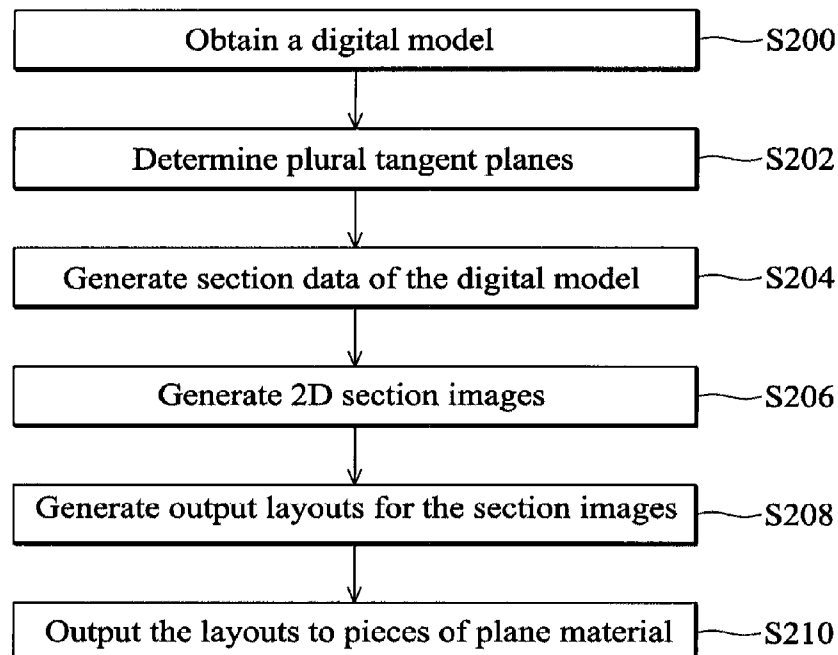 Obtain a digital model S200
Determine plural tangent planes S202
Generate section data of the digital model S204
Generate 2D section images S206
Generate output layouts for the section images S208
Output the layouts to pieces of plane material S210